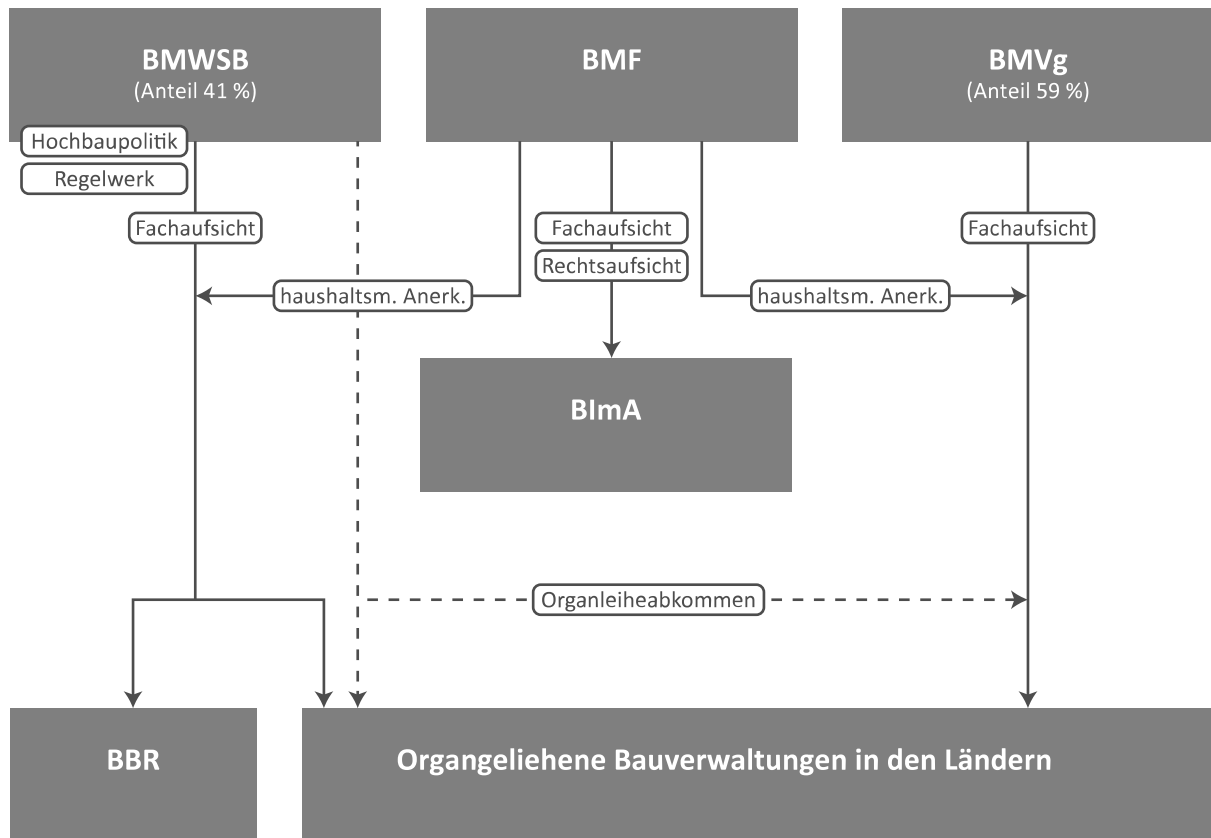 BMWSB
(Anteil 41 %)
BMF
BMVg
(Anteil 59 %)
Hochbaupolitik
Regelwerk
Fachaufsicht
Fachaufsicht
Rechtsaufsicht
Fachaufsicht
haushaltsm. Anerk.
haushaltsm. Anerk.
BImA
Organleiheabkommen
BBR
Organgeliehene Bauverwaltungen in den Ländern